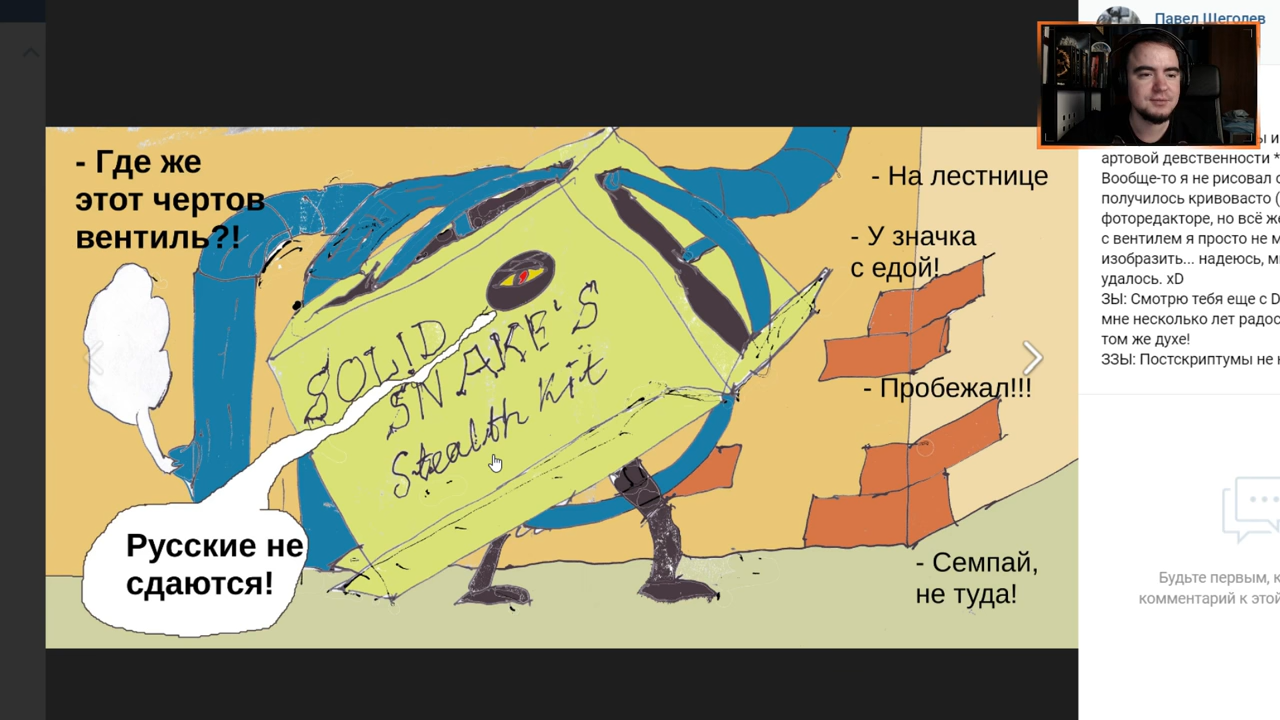 - Где же
этот чертов
вентиль?!
SOLID
SNAKE'S
Stealth Kit
Русские не
сдаются!
- На лестнице
- У значка
с едой!
- Пробежал!!!
- Семпай,
не туда!
Павел Щеголев
артовой девственности *
Вообще-то я не рисовал
получилось кривовасто (
фоторедакторе, но всё же
с вентилем я просто не
изобразить... надеюсь,
удалось. xD
ЗЫ: Смотрю тебя еще с D
мне несколько лет
том же духе!
ЗЗЫ: Постскриптумы не
Будьте первым,
комментарий к этой